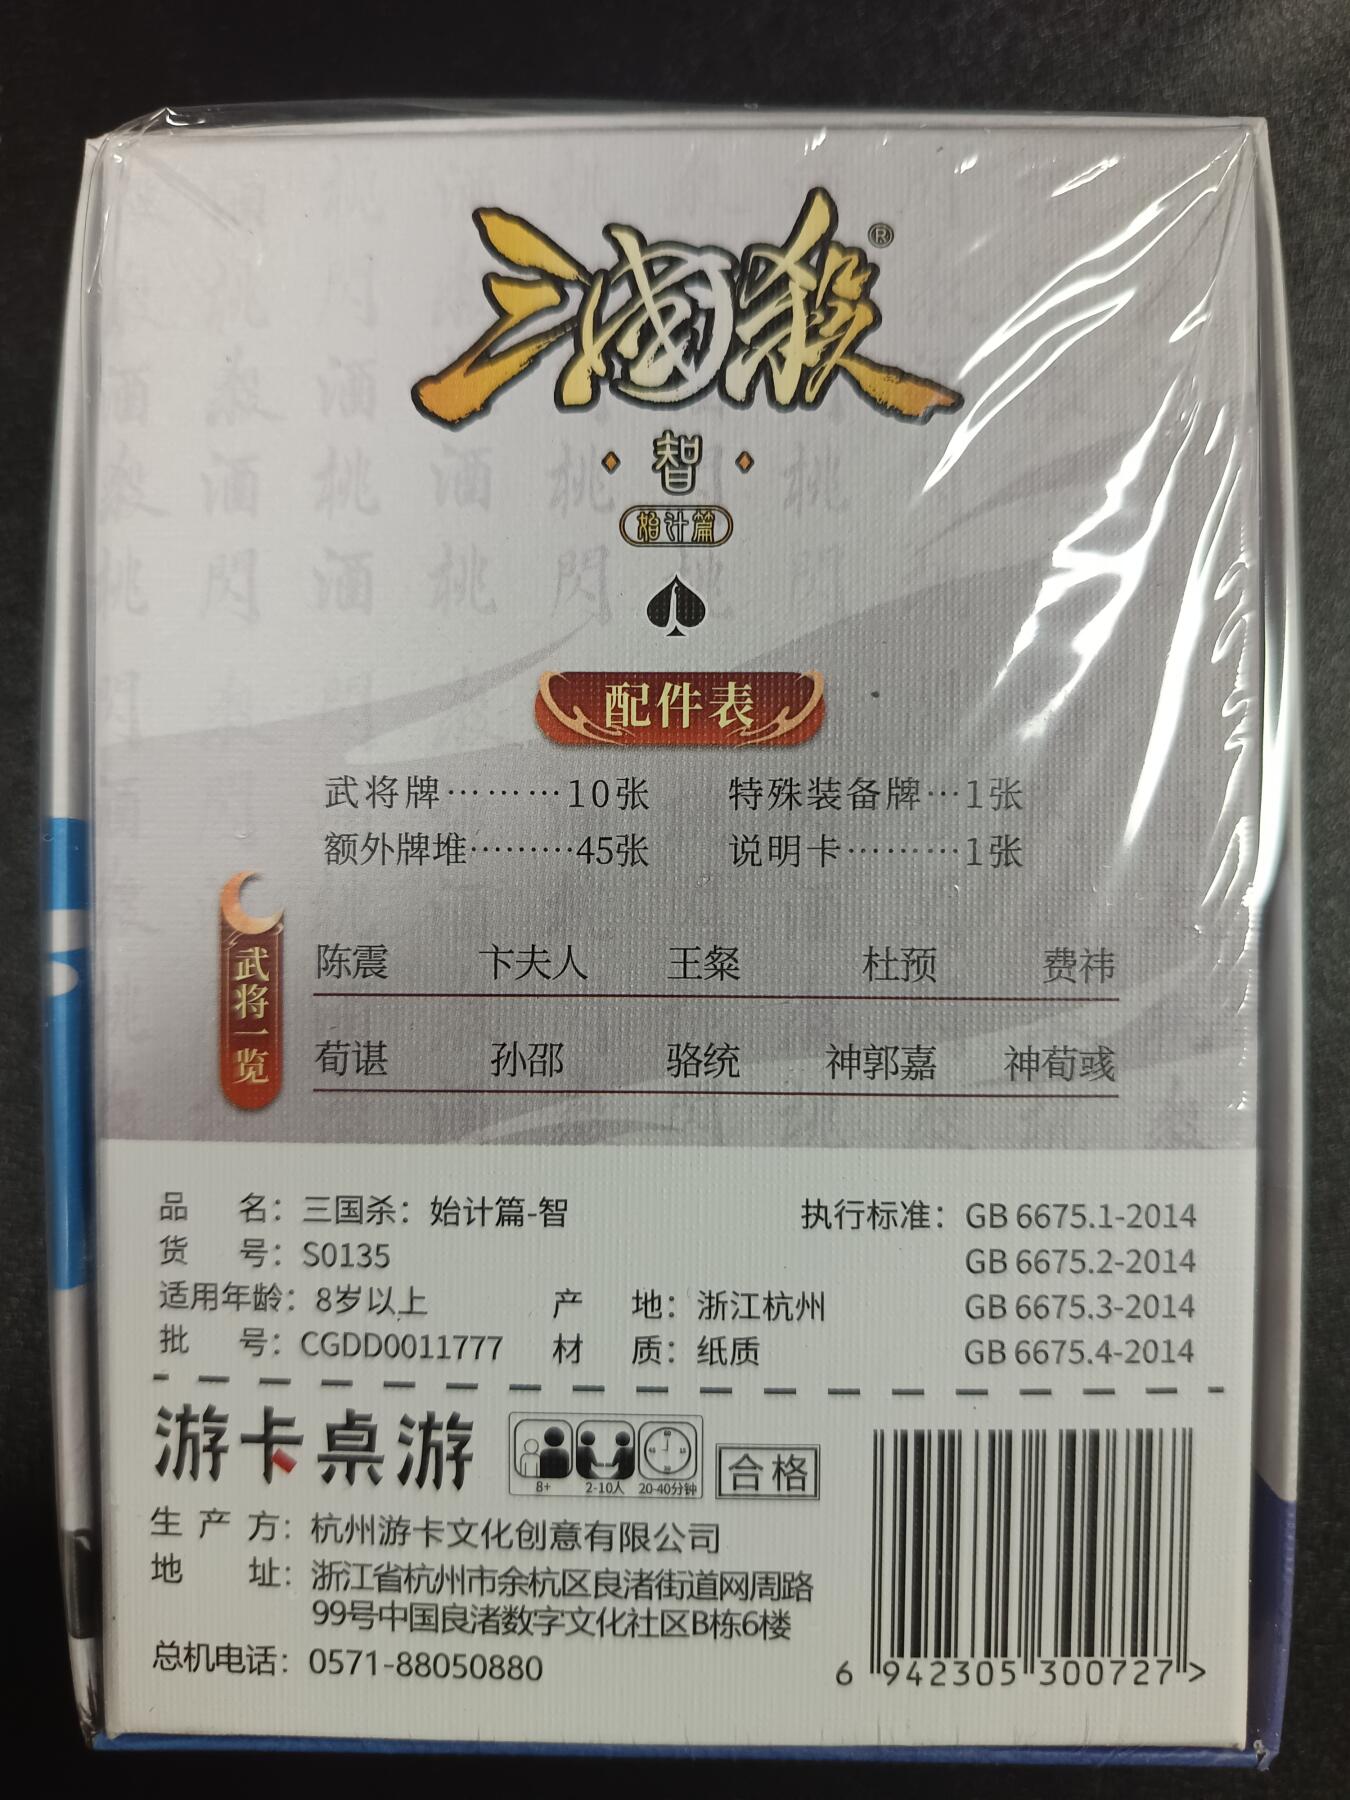 三國殺®
智
始计篇
配件表
武将牌………10张 特殊装备牌…1张
额外牌堆………45张 说明卡………1张
武将一览
陈震 卞夫人 王粲 杜预 费祎
荀谌 孙邵 骆统 神郭嘉 神荀彧
品名：三国杀：始计篇-智 执行标准：GB 6675.1-2014
货号：S0135 GB 6675.2-2014
适用年龄：8岁以上 产地：浙江杭州 GB 6675.3-2014
批号：CGDD0011777 材质：纸质 GB 6675.4-2014
游卡桌游
8+ 2-10人 20-40分钟
合格
生产方：杭州游卡文化创意有限公司
地址：浙江省杭州市余杭区良渚街道网周路
99号中国良渚数字文化社区B栋6楼
总机电话：0571-88050880
6 942305 300727 >